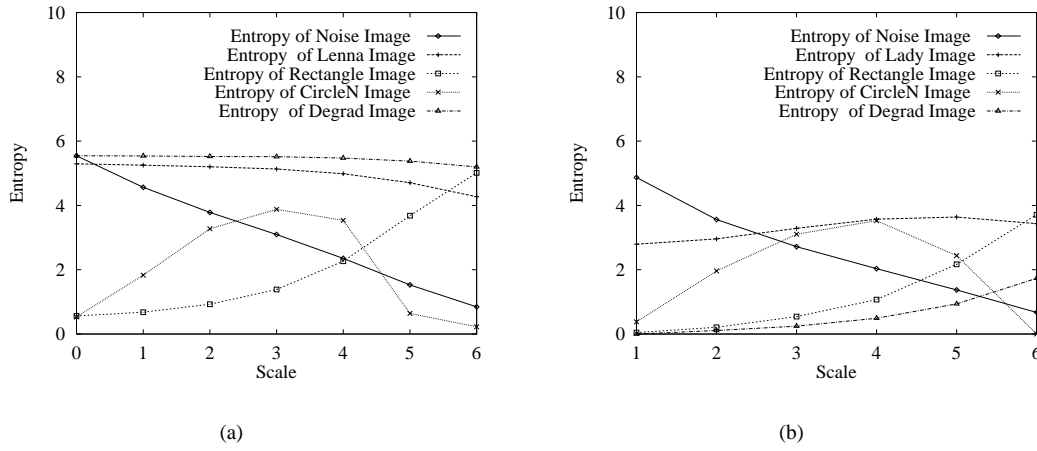 10
8
6
4
2
0
0 1 2 3 4 5 6
Entropy
Scale
Entropy of Noise Image
Entropy of Lenna Image
Entropy of Rectangle Image
Entropy of CircleN Image
Entropy of Degrad Image
(a)
10
8
6
4
2
0
1 2 3 4 5 6
Entropy
Scale
Entropy of Noise Image
Entropy of Lady Image
Entropy of Rectangle Image
Entropy of CircleN Image
Entropy of Degrad Image
(b)